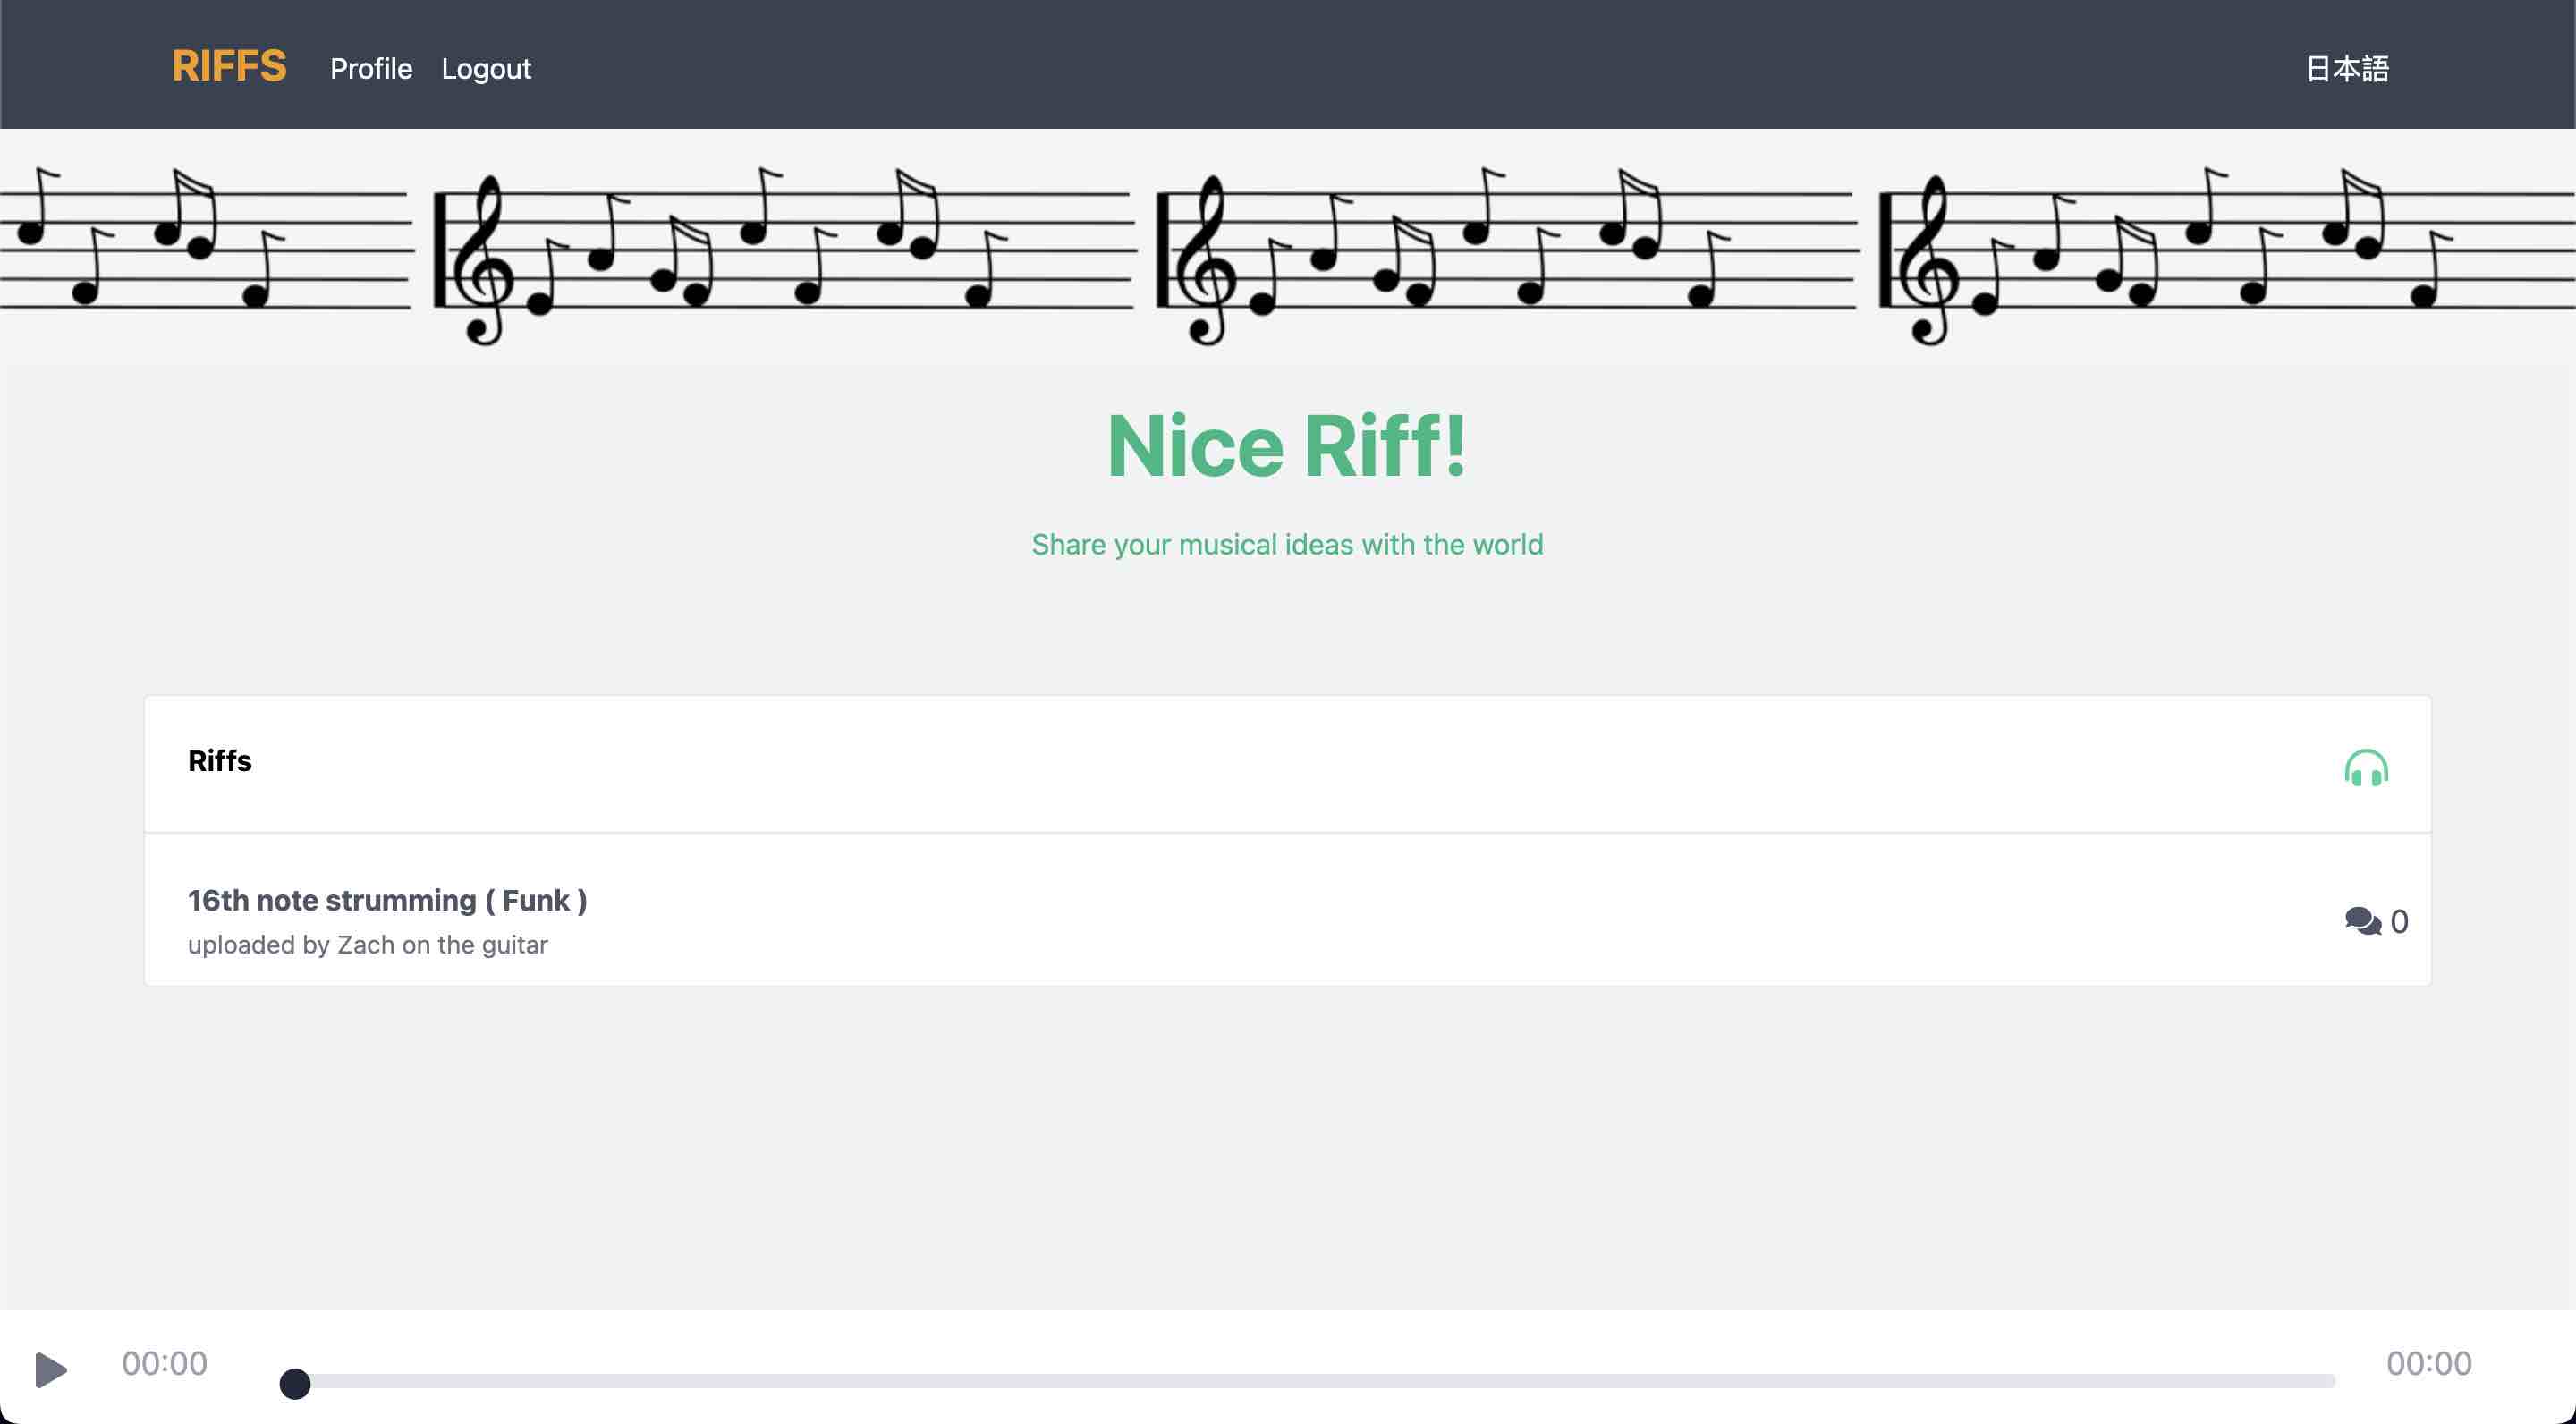 RIFFS Profile Logout 日本語
Nice Riff!
Share your musical ideas with the world
Riffs
16th note strumming ( Funk )
uploaded by Zach on the guitar
0
00:00 00:00